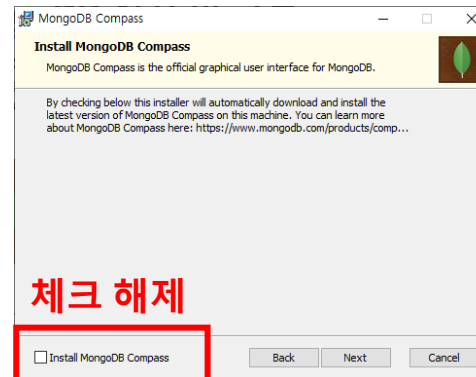 MongoDB Compass
Install MongoDB Compass
MongoDB Compass is the official graphical user interface for MongoDB.
By checking below this installer will automatically download and install the
latest version of MongoDB Compass on this machine. You can learn more
about MongoDB Compass here: https://www.mongodb.com/products/comp...
체크 해제
Install MongoDB Compass
Back
Next
Cancel